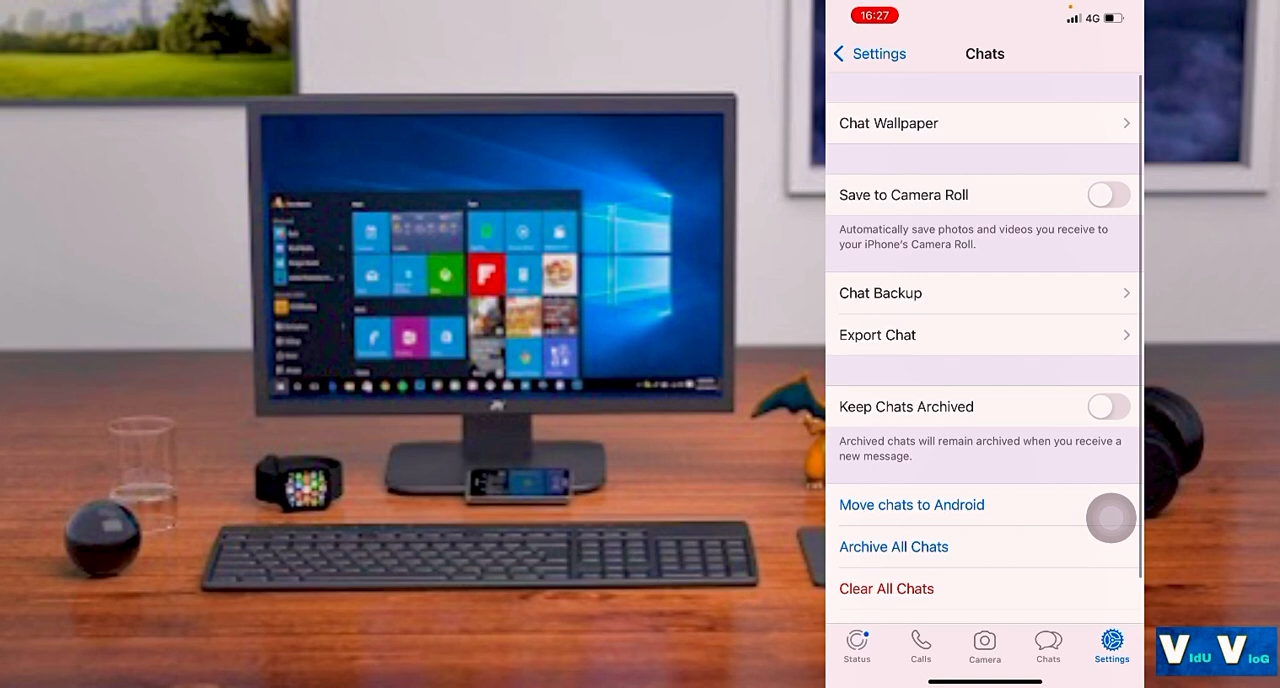 16:27
4G
Settings
Chats
Chat Wallpaper
Save to Camera Roll
Automatically save photos and videos you receive to
your iPhone's Camera Roll.
Chat Backup
Export Chat
Keep Chats Archived
Archived chats will remain archived when you receive a
new message.
Move chats to Android
Archive All Chats
Clear All Chats
Status
Calls
Camera
Chats
Settings
VIdU VloG